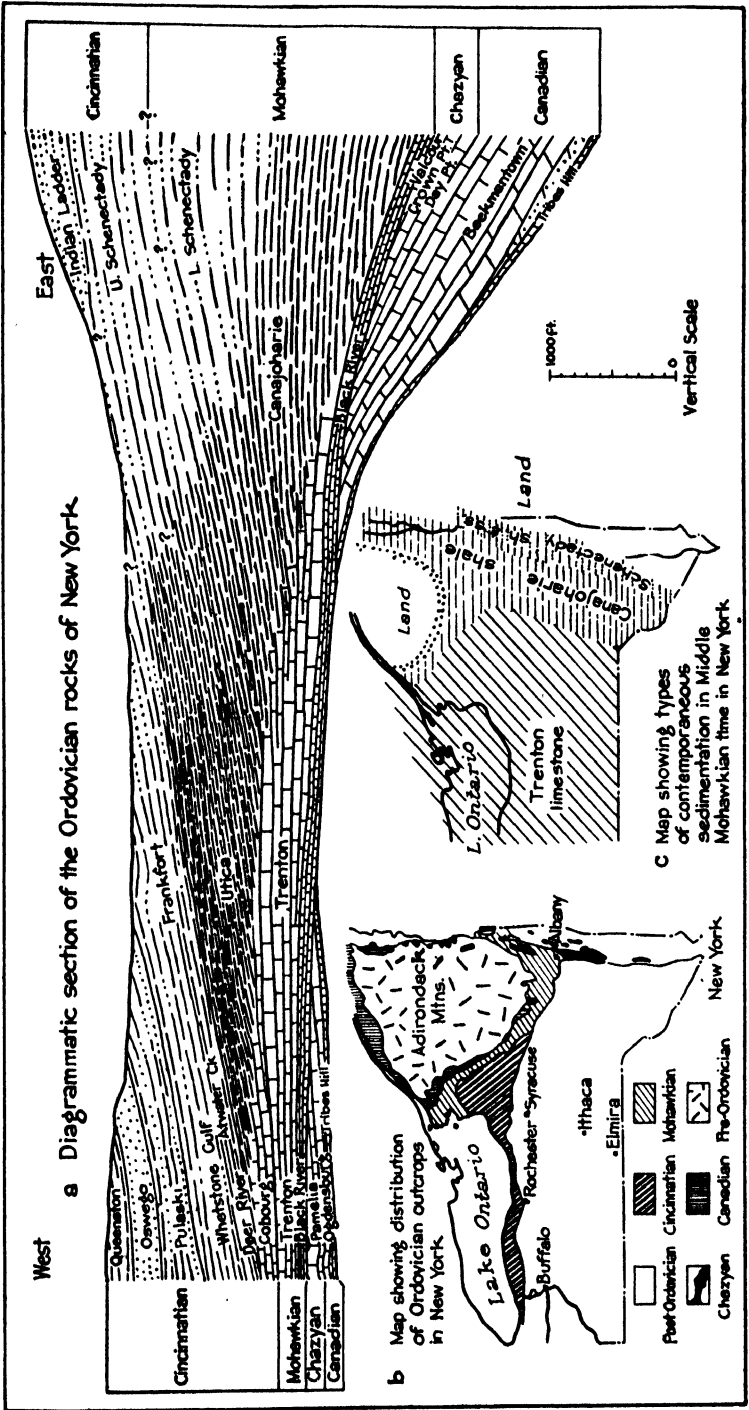 a Diagrammatic section of the Ordovician rocks of New York
West
East
Cincinnatian
Mohawkian
Chazyan
Canadian
Queenston
Oswego
Pulaski
Whetstone Gulf
Atwater Ck
Deer River
Cobourg
Trenton
Black River
Pamelia
Ogdensburg
Tribes Hill
Frankfort
Utica
Trenton
Canajoharie
Black River
?
?
?
?
?
Indian Ladder
U. Schenectady
L. Schenectady
Valcour
Crown Pt.
Day Pt.
Beekmantown
Tribes Hill
Cincinnatian
Mohawkian
Chazyan
Canadian
b Map showing distribution
of Ordovician outcrops
in New York
Adirondack
Mtns.
Lake Ontario
Rochester
Syracuse
Buffalo
Albany
Ithaca
Elmira
New York
Post Ordovician
Cincinnatian
Mohawkian
Chazyan
Canadian
Pre-Ordovician
L. Ontario
Land
Land
Trenton
limestone
Canajoharie
shale
Schenectady
c Map showing types
of contemporaneous
sedimentation in Middle
Mohawkian time in New York
1000 ft.
0
Vertical Scale